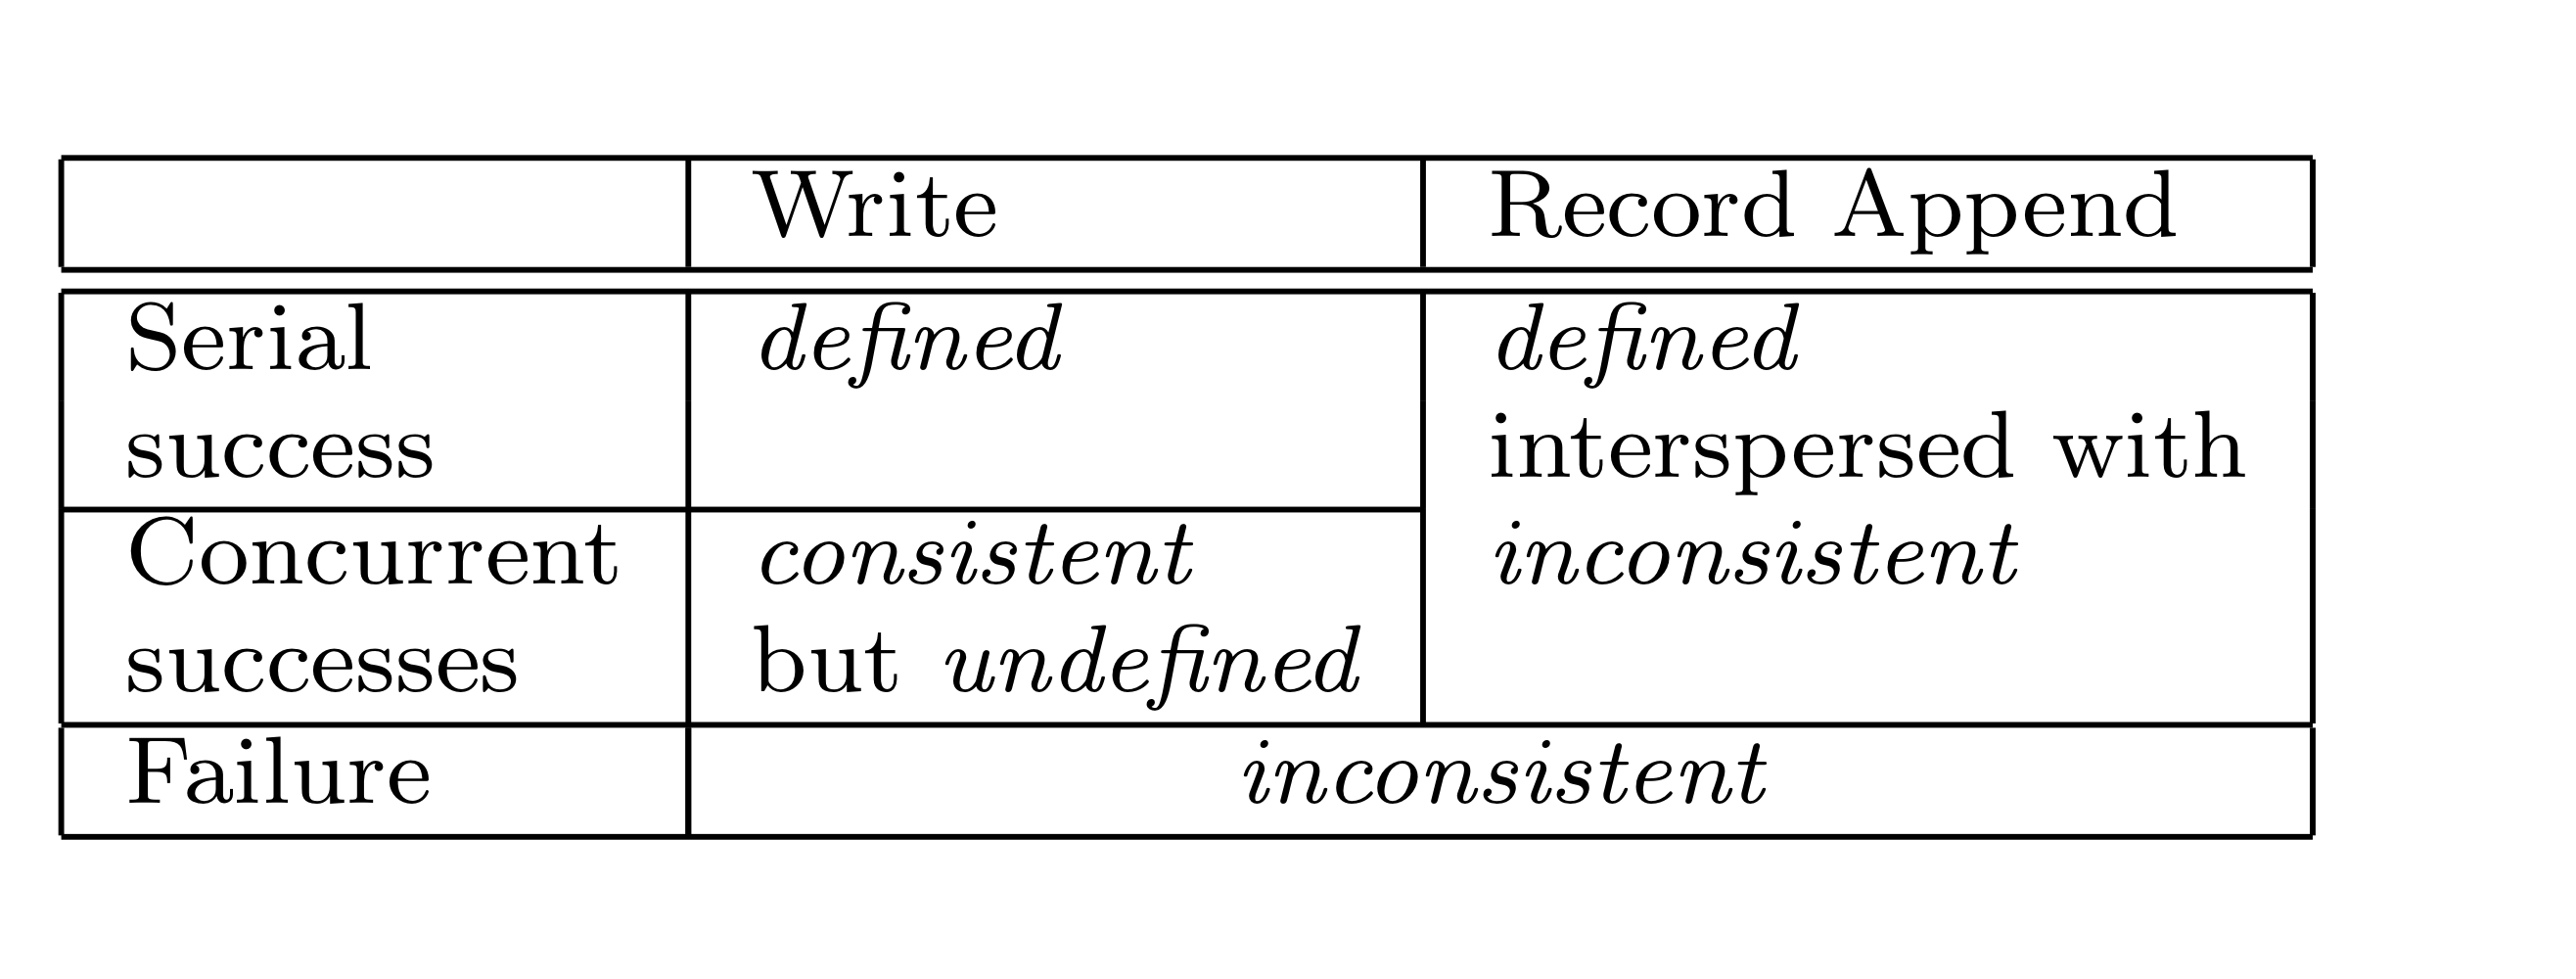 Write Record Append
Serial defined defined
success interspersed with
Concurrent consistent inconsistent
successes but undefined
Failure inconsistent